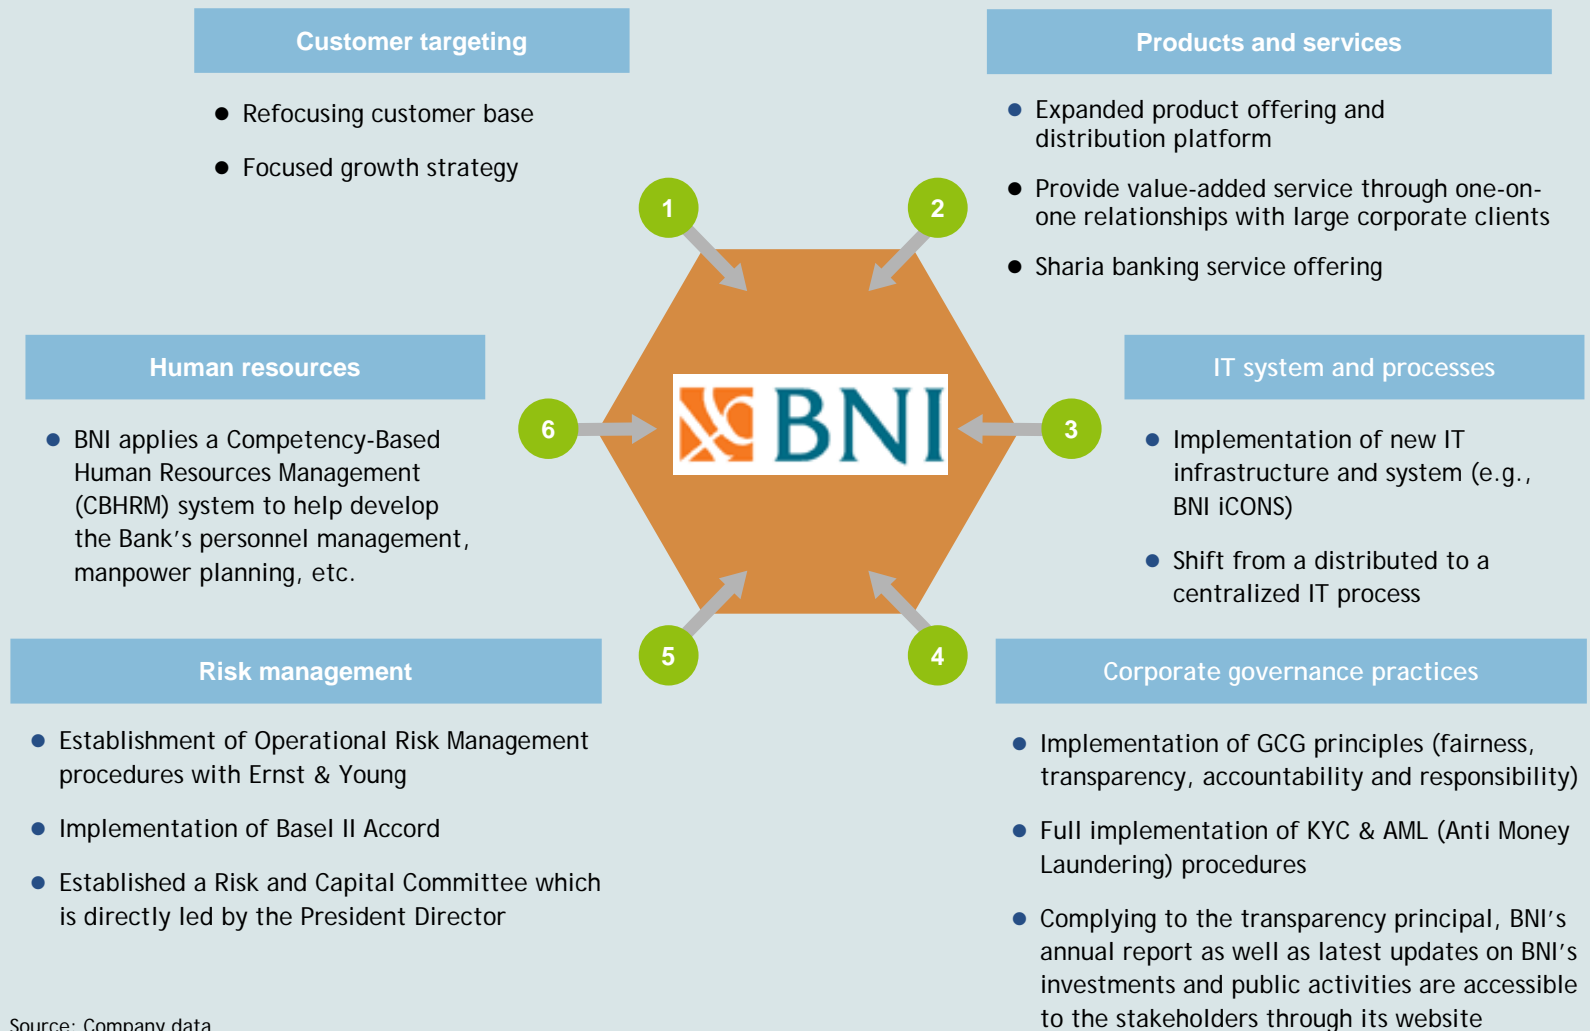 Customer targeting
● Refocusing customer base
● Focused growth strategy
Products and services
● Expanded product offering and
distribution platform
● Provide value-added service through one-on-
one relationships with large corporate clients
● Sharia banking service offering
1
2
Human resources
● BNI applies a Competency-Based
Human Resources Management
(CBHRM) system to help develop
the Bank's personnel management,
manpower planning, etc.
6
BNI
3
IT system and processes
● Implementation of new IT
infrastructure and system (e.g.,
BNI iCONS)
● Shift from a distributed to a
centralized IT process
5
4
Risk management
● Establishment of Operational Risk Management
procedures with Ernst & Young
● Implementation of Basel II Accord
● Established a Risk and Capital Committee which
is directly led by the President Director
Corporate governance practices
● Implementation of GCG principles (fairness,
transparency, accountability and responsibility)
● Full implementation of KYC & AML (Anti Money
Laundering) procedures
● Complying to the transparency principal, BNI's
annual report as well as latest updates on BNI's
investments and public activities are accessible
to the stakeholders through its website
Source: Company data